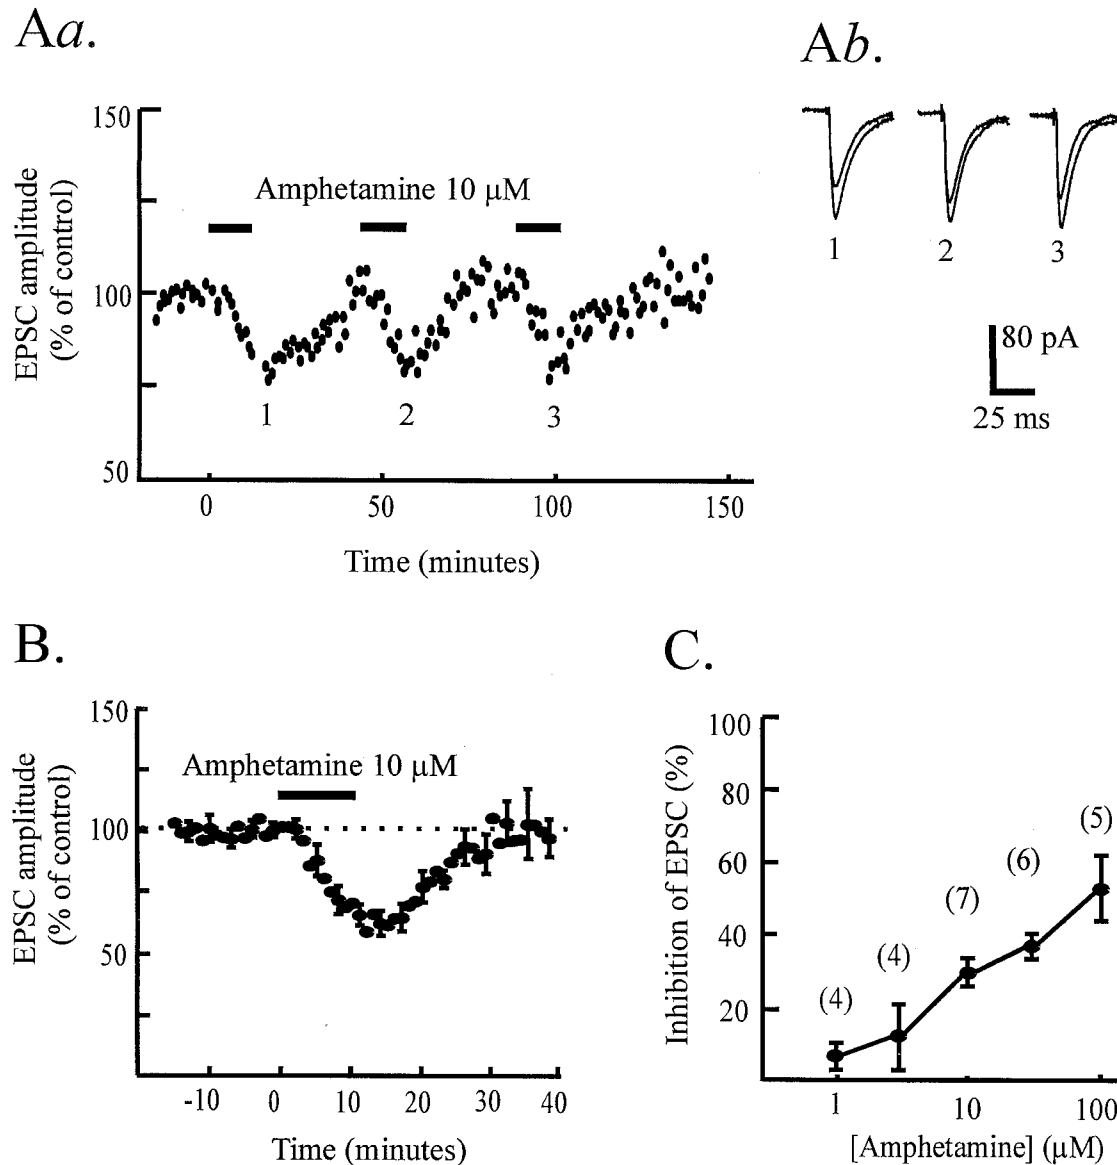 Aa.
Ab.
150
100
50
EPSC amplitude
(% of control)
Amphetamine 10 μM
1
2
3
0
50
100
150
Time (minutes)
1
2
3
80 pA
25 ms
B.
150
100
50
EPSC amplitude
(% of control)
Amphetamine 10 μM
-10
0
10
20
30
40
Time (minutes)
C.
100
80
60
40
20
Inhibition of EPSC (%)
(4)
(4)
(7)
(6)
(5)
1
10
100
[Amphetamine] (μM)